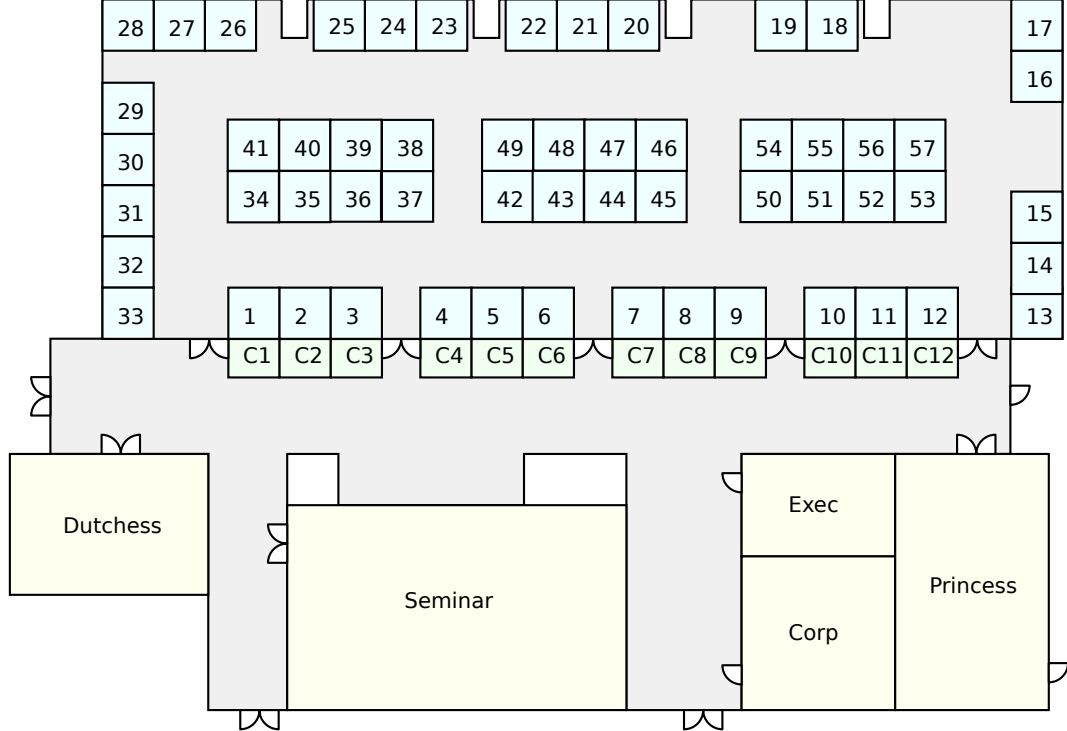 28 27 26 25 24 23 22 21 20 19 18 17
16
29
41 40 39 38 49 48 47 46 54 55 56 57
30
34 35 36 37 42 43 44 45 50 51 52 53
31 15
32 14
33 1 2 3 4 5 6 7 8 9 10 11 12 13
C1 C2 C3 C4 C5 C6 C7 C8 C9 C10 C11 C12
Exec
Dutchess
Princess
Seminar
Corp